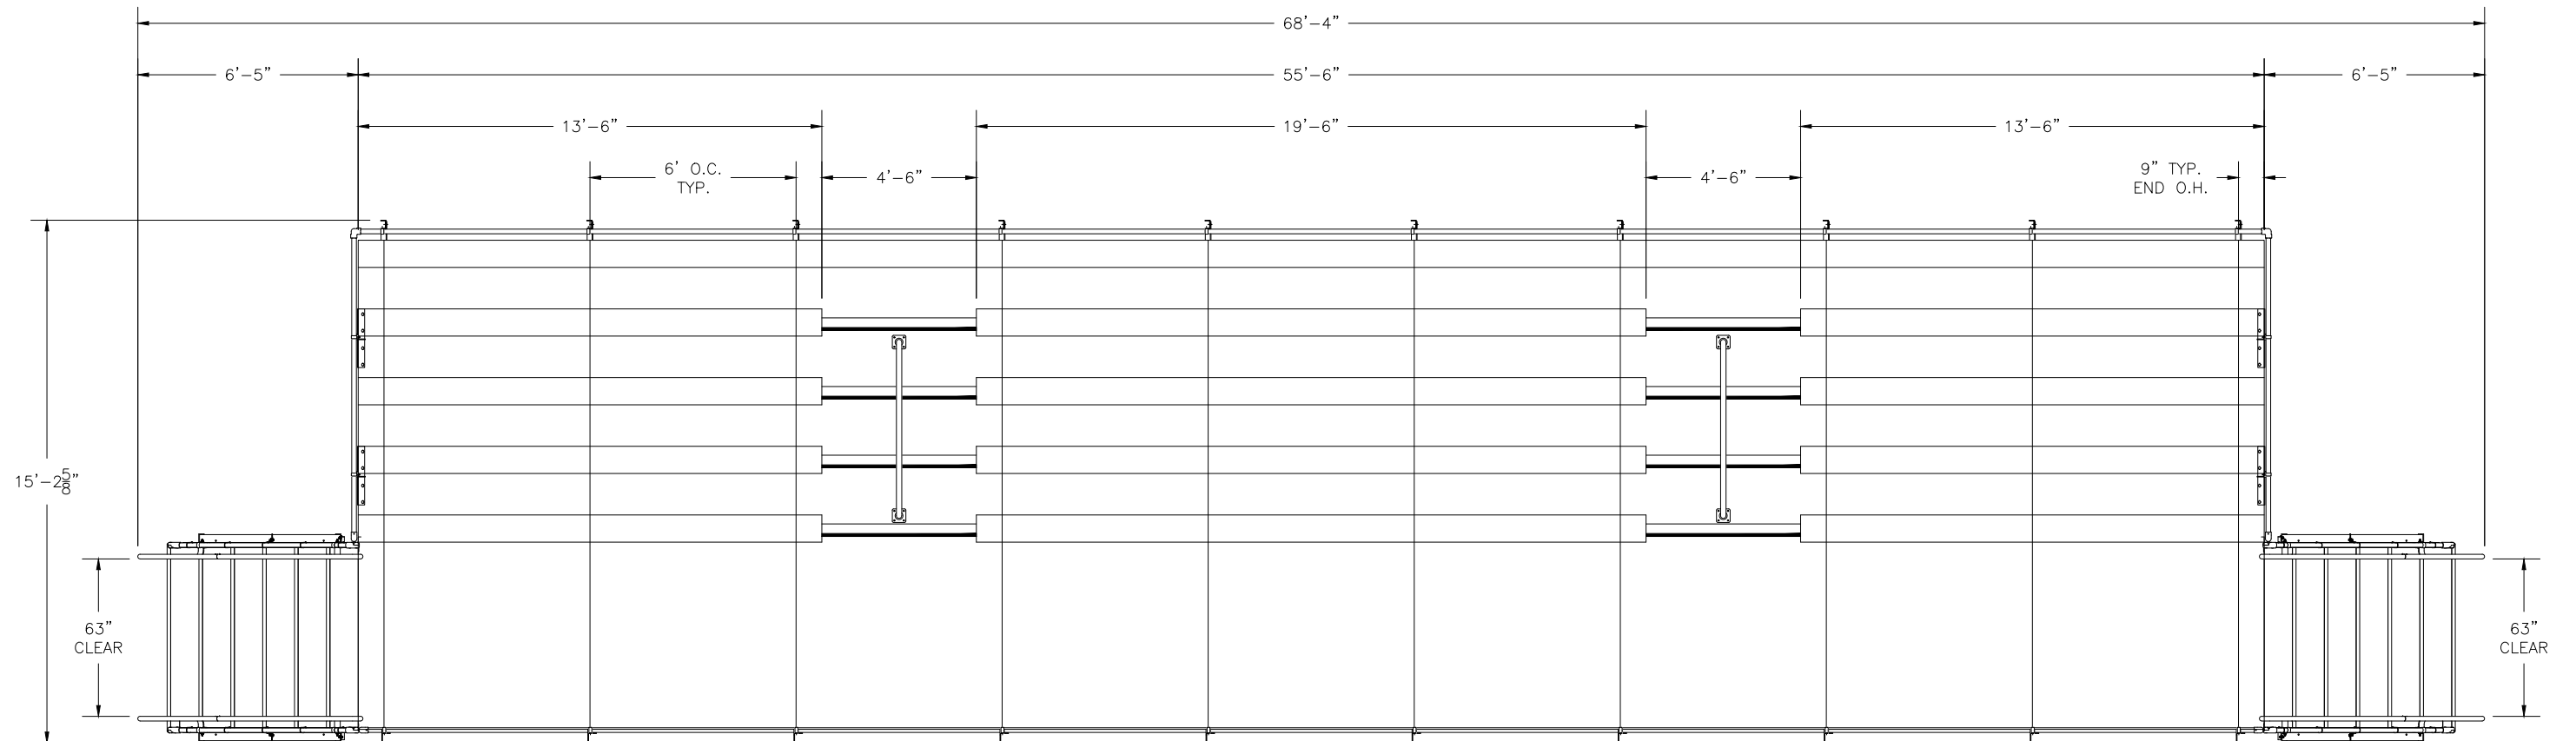 68'-4"
6'-5"
55'-6"
6'-5"
13'-6"
19'-6"
13'-6"
6' O.C.
TYP.
4'-6"
4'-6"
9" TYP.
END O.H.
15'-2 5/8"
63"
CLEAR
63"
CLEAR